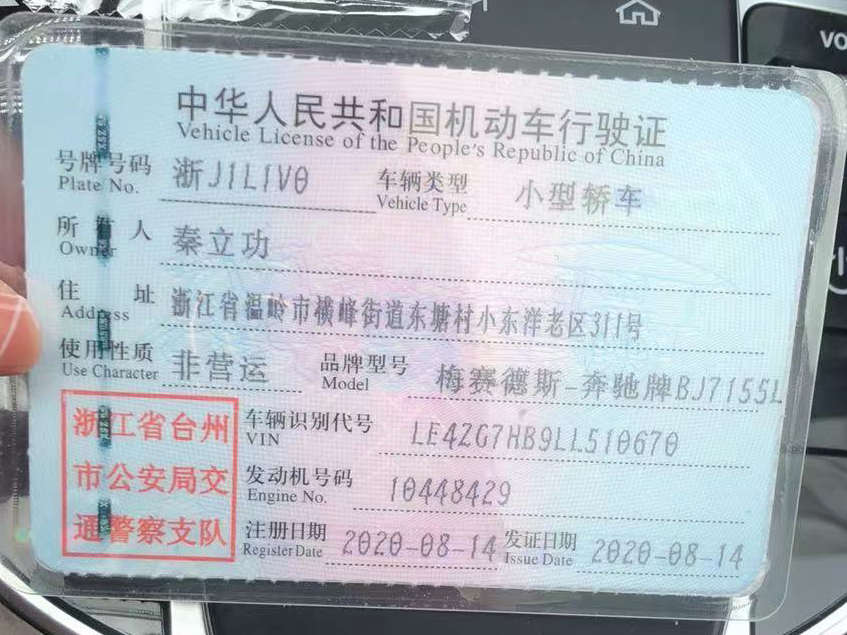 VO
中华人民共和国机动车行驶证
Vehicle License of the People's Republic of China
号牌号码 浙J1L1V0 车辆类型 小型轿车
Plate No. Vehicle Type
所有人 秦立功
Owner
住 址 浙江省温岭市横峰街道东塘村小东洋老区311号
Address
使用性质 非营运 品牌型号 梅赛德斯-奔驰牌BJ7155L
Use Character Model
浙江省台州
市公安局交
通警察支队
车辆识别代号 LE42G7HB9LL510670
VIN
发动机号码 10448429
Engine No.
注册日期 2020-08-14 发证日期 2020-08-14
Register Date Issue Date